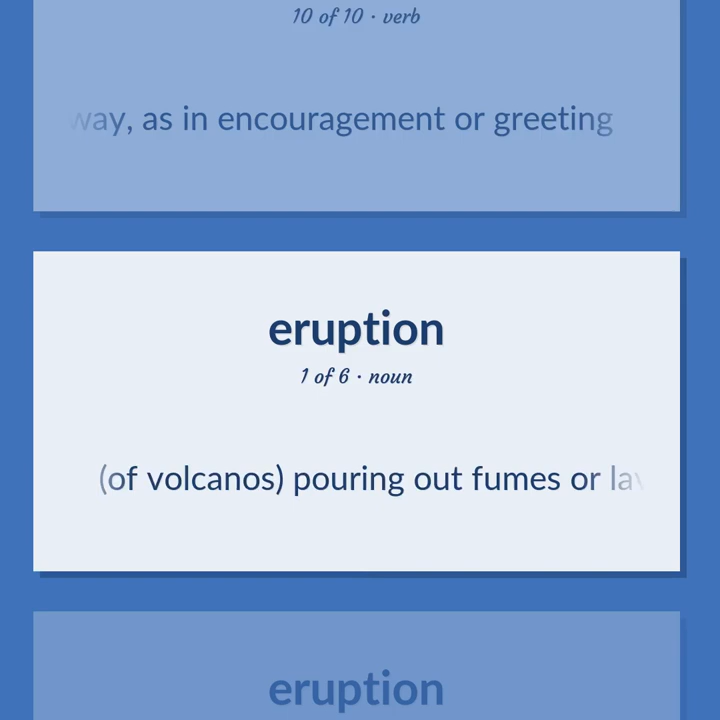 10 of 10 · verb
way, as in encouragement or greeting
eruption
1 of 6 · noun
(of volcanos) pouring out fumes or
eruption